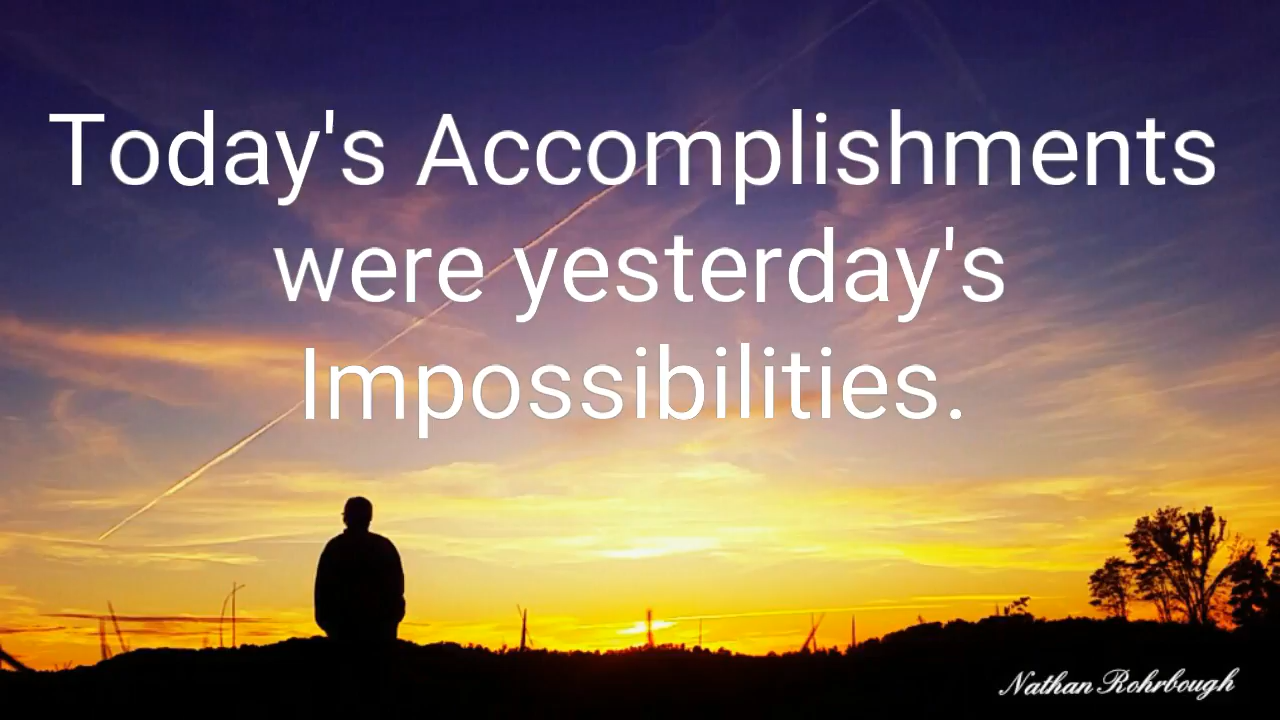 Today's Accomplishments
were yesterday's
Impossibilities.
Nathan Rohrbough